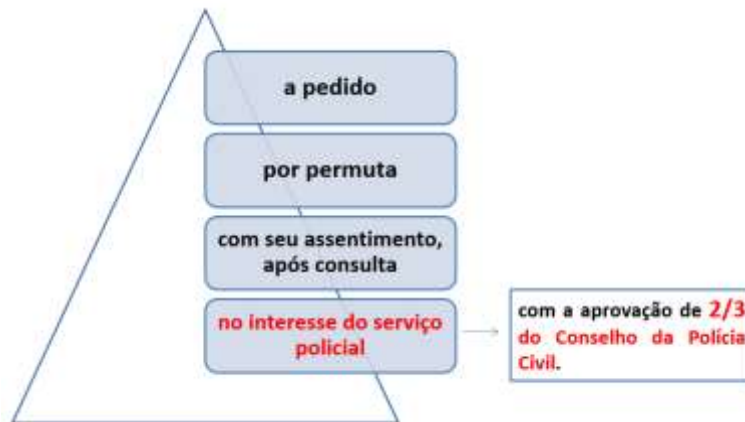 a pedido
por permuta
com seu assentimento,
após consulta
no interesse do serviço
policial
com a aprovação de 2/3
do Conselho da Polícia
Civil.